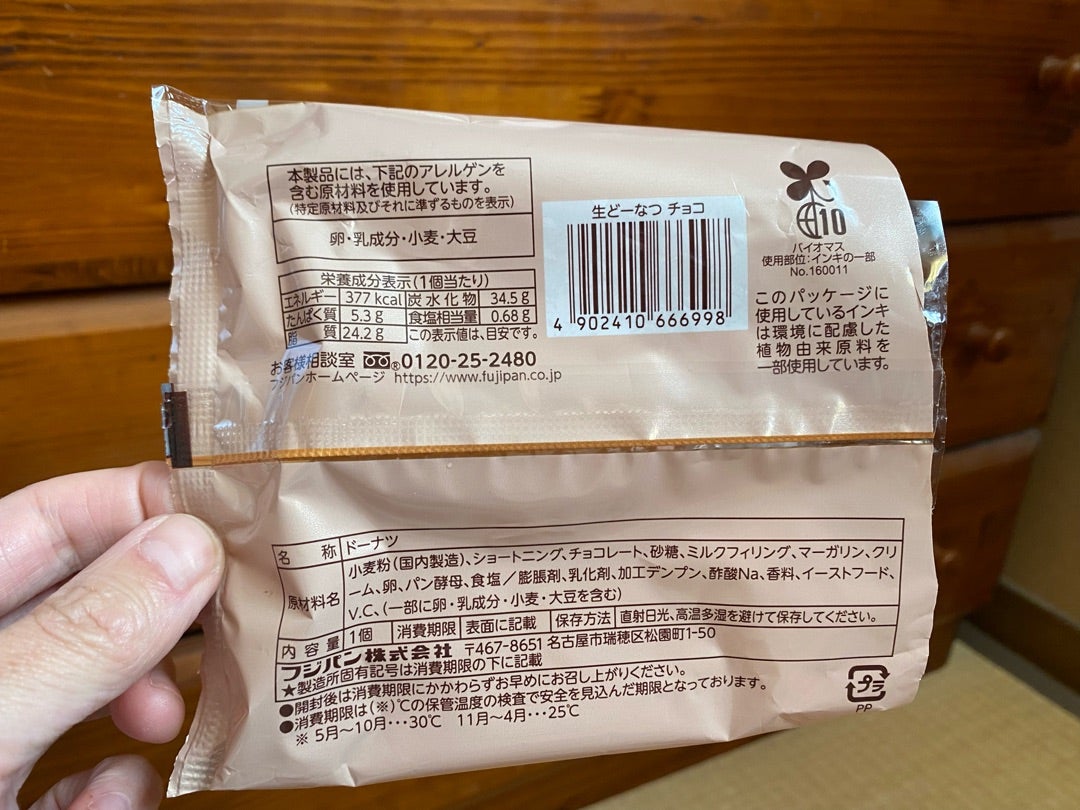 本製品には、下記のアレルゲンを
含む原材料を使用しています。
(特定原材料及びそれに準ずるものを表示)
卵・乳成分・小麦・大豆
栄養成分表示(1個当たり)
エネルギー 377 kcal 炭水化物 34.5 g
たんぱく質 5.3 g 食塩相当量 0.68 g
脂質 24.2 g この表示値は、目安です。
お客様相談室 ®0120-25-2480
フジパンホームページ https://www.fujipan.co.jp
生どーなつ チョコ
4 902410 666998
10
バイオマス
使用部位:インキの一部
No.160011
このパッケージに
使用しているインキ
は環境に配慮した
植物由来原料を
一部使用しています。
名称 ドーナツ
原材料名 小麦粉(国内製造)、ショートニング、チョコレート、砂糖、ミルクフィリング、マーガリン、クリ
ーム、卵、パン酵母、食塩/膨脹剤、乳化剤、加工デンプン、酢酸Na、香料、イーストフード、
V.C、(一部に卵・乳成分・小麦・大豆を含む)
内容量 1個 消費期限 表面に記載 保存方法 直射日光、高温多湿を避けて保存してください。
フジパン株式会社 〒467-8651 名古屋市瑞穂区松園町1-50
★製造所固有記号は消費期限の下に記載
●開封後は消費期限にかかわらずお早めにお召し上がりください。
●消費期限は(※)℃の保管温度の検査で安全を見込んだ期限となっております。
※ 5月〜10月・・・30℃ 11月〜4月・・・25℃
プラ
PP